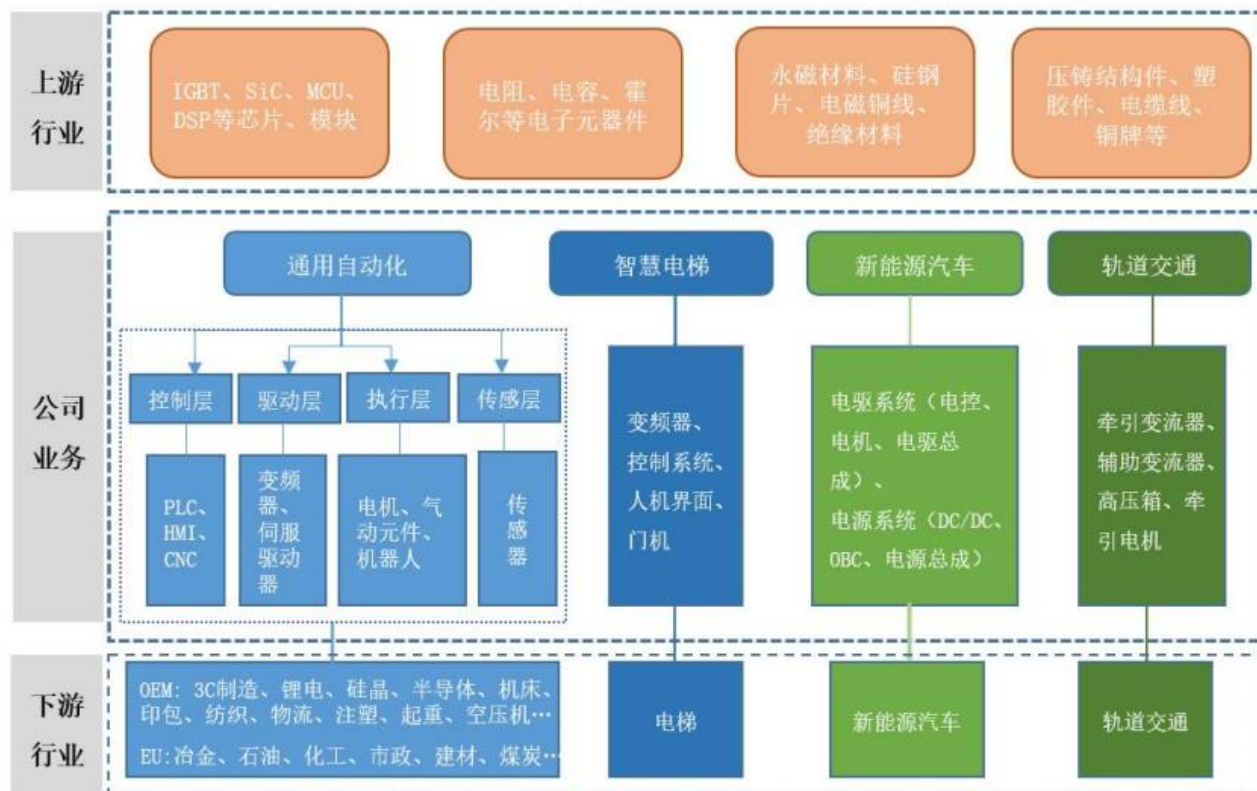 上游
行业
IGBT、SiC、MCU、
DSP等芯片、模块
电阻、电容、霍
尔等电子元器件
永磁材料、硅钢
片、电磁铜线、
绝缘材料
压铸结构件、塑
胶件、电缆线、
铜牌等
公司
业务
通用自动化
智慧电梯
新能源汽车
轨道交通
控制层
驱动层
执行层
传感层
PLC、
HMI、
CNC
变频
器、
伺服
驱动
器
电机、气
动元件、
机器人
传
感
器
变频器、
控制系统、
人机界面、
门机
电驱系统（电控、
电机、电驱总
成）、
电源系统（DC/DC、
OBC、电源总成）
牵引变流器、
辅助变流器、
高压箱、牵
引电机
下游
行业
OEM: 3C制造、锂电、硅晶、半导体、机床、
印包、纺织、物流、注塑、起重、空压机…
EU:冶金、石油、化工、市政、建材、煤炭…
电梯
新能源汽车
轨道交通